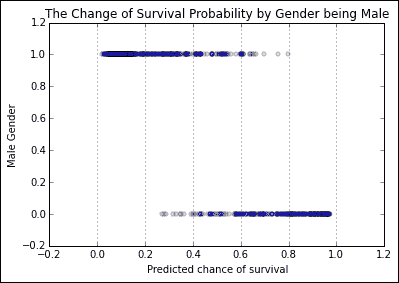 The Change of Survival Probability by Gender being Male
1.2
1.0
0.8
0.6
0.4
0.2
0.0
−0.2
Male Gender
−0.2 0.0 0.2 0.4 0.6 0.8 1.0 1.2
Predicted chance of survival